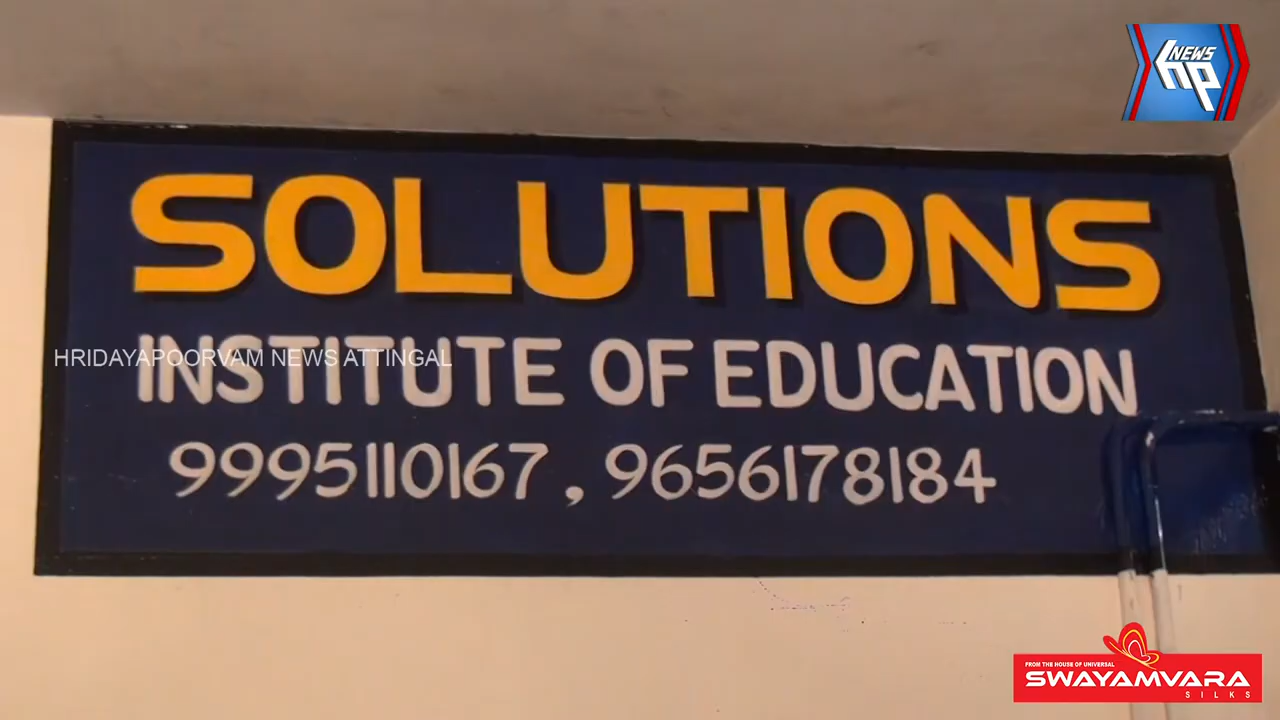 NEWS
hp
SOLUTIONS
INSTITUTE OF EDUCATION
HRIDAYAPOORVAM NEWS ATTINGAL
9995110167, 9656178184
FROM THE HOUSE OF UNIVERSAL
SWAYAMVARA
SILKS